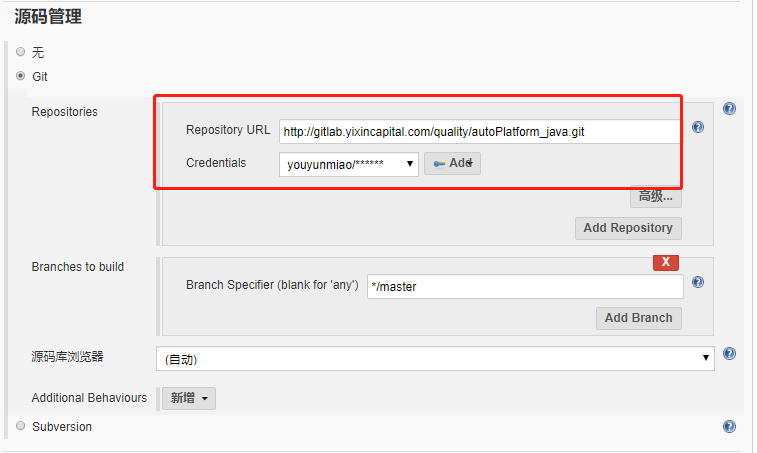 源码管理
无
Git
Repositories
Repository URL http://gitlab.yixincapital.com/quality/autoPlatform_java.git
Credentials youyunmiao/****** Add
高级...
Add Repository
Branches to build
X
Branch Specifier (blank for 'any') */master
Add Branch
源码库浏览器 (自动)
Additional Behaviours 新增
Subversion